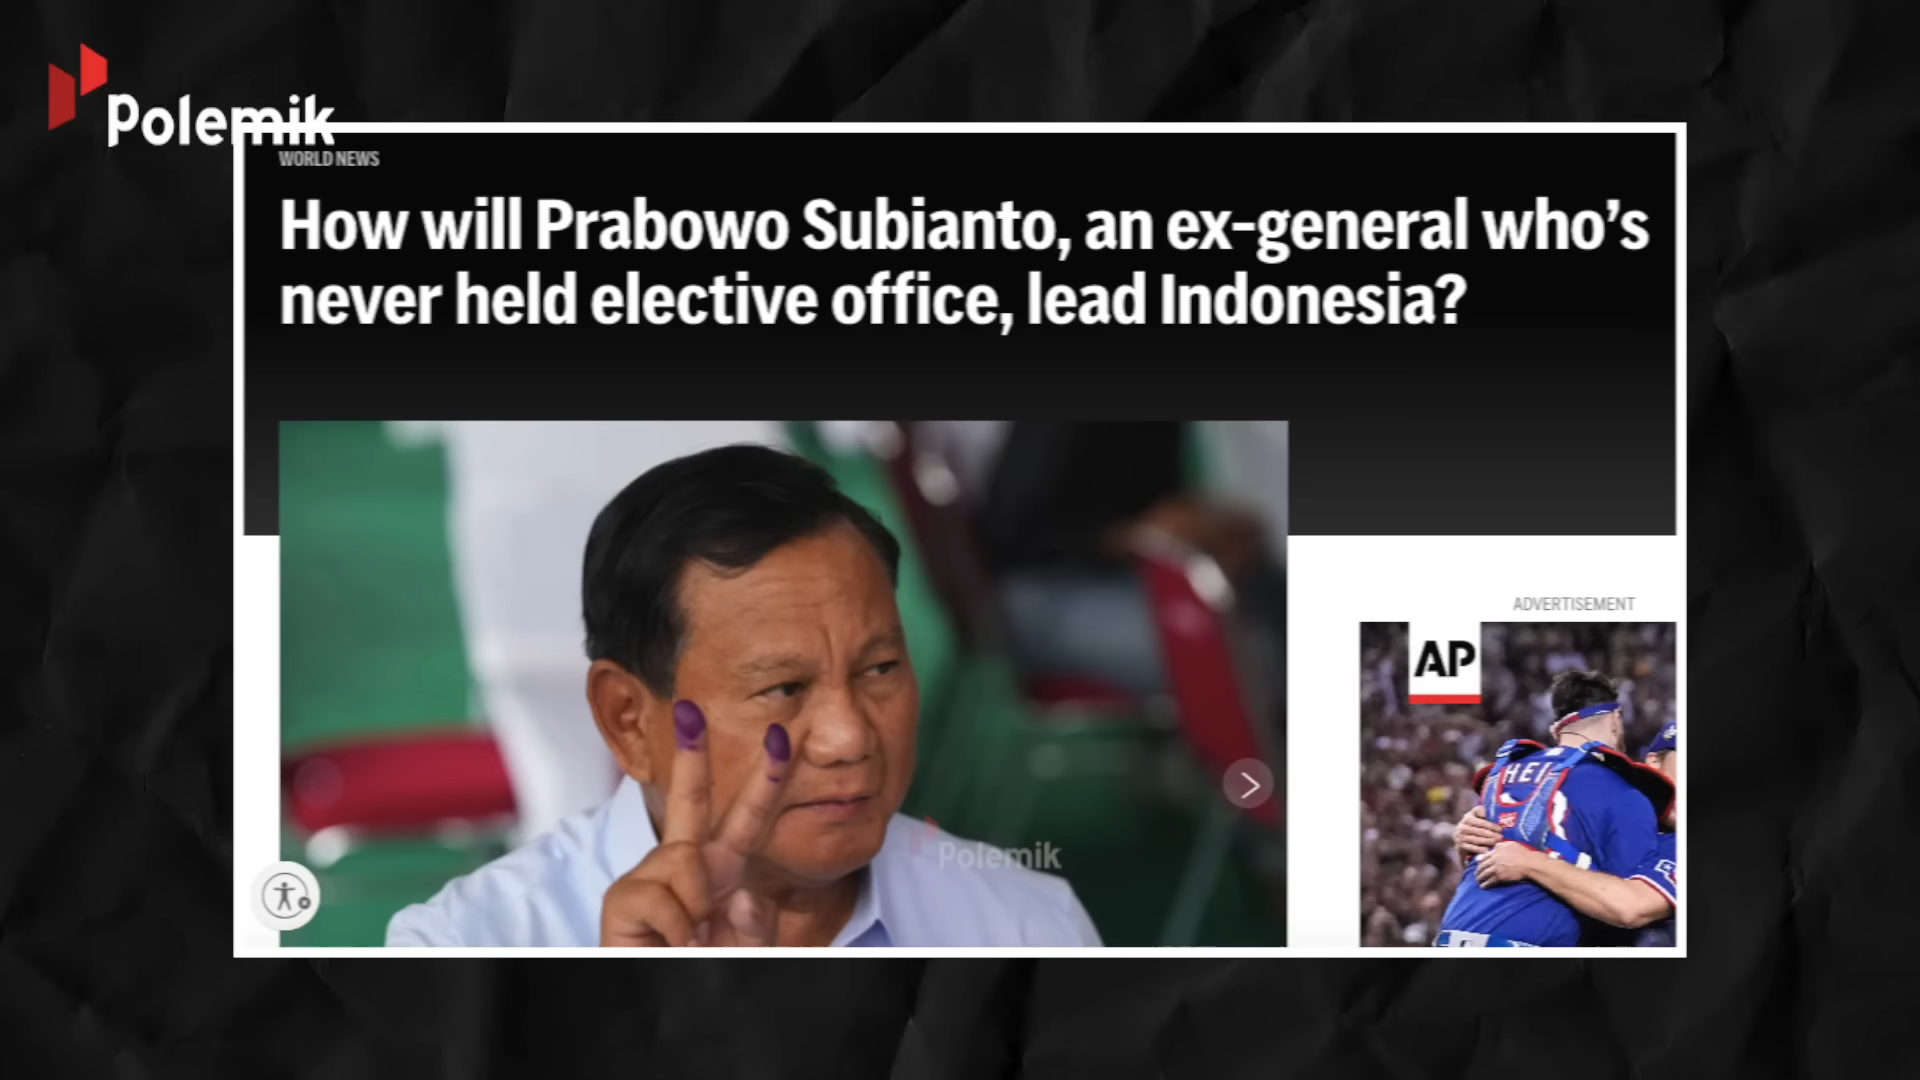 Polemik
WORLD NEWS
How will Prabowo Subianto, an ex-general who’s
never held elective office, lead Indonesia?
ADVERTISEMENT
AP
HEI
Polemik